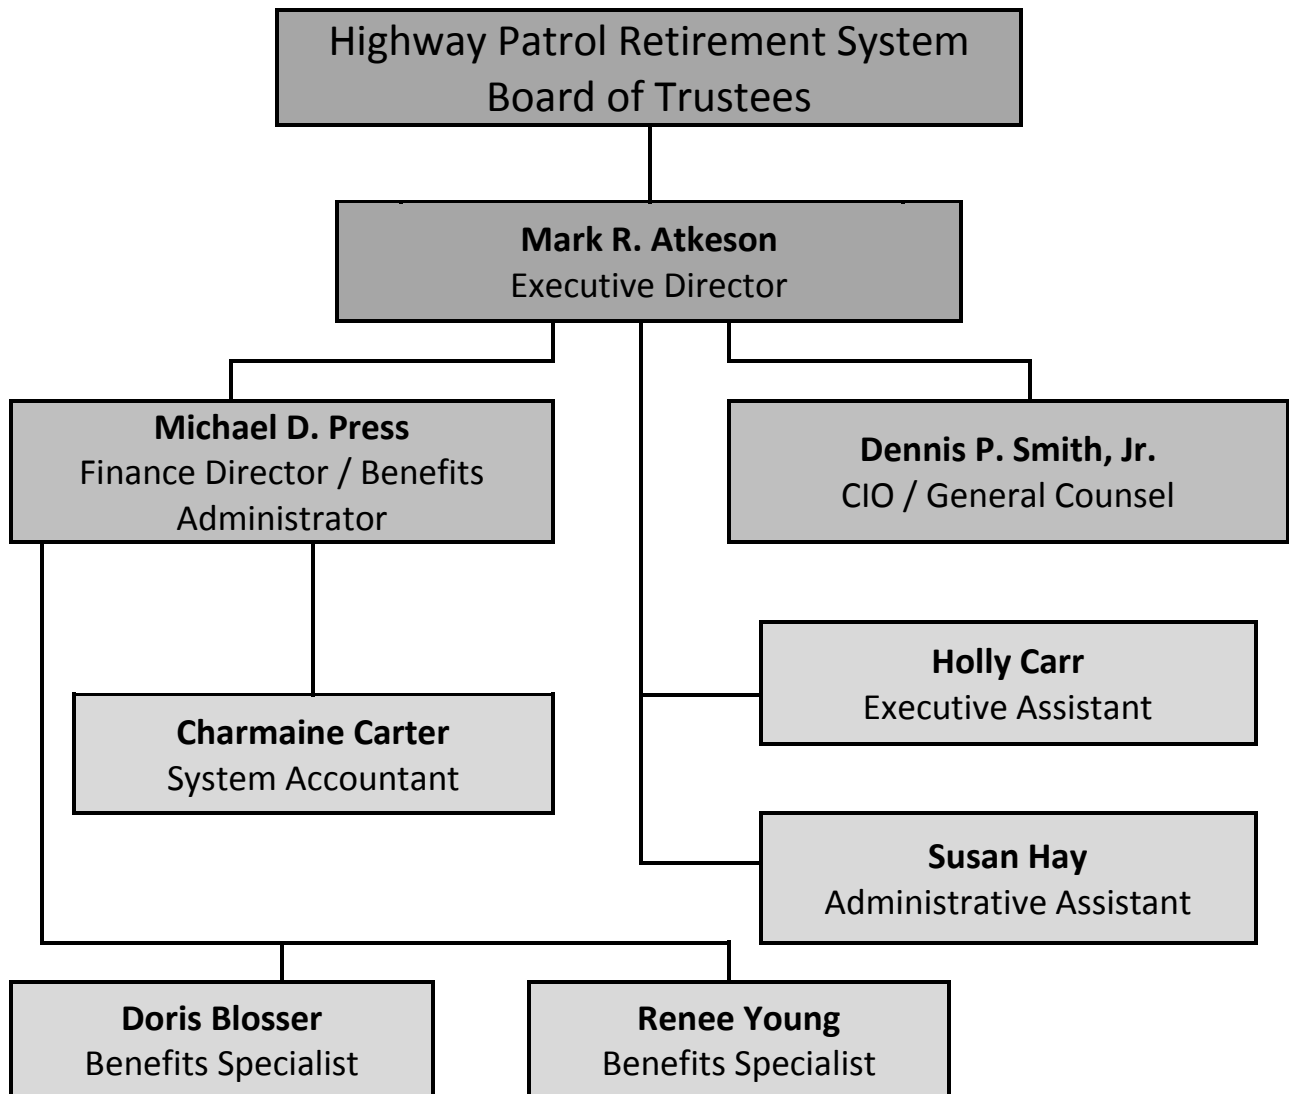 Highway Patrol Retirement System
Board of Trustees
Mark R. Atkeson
Executive Director
Michael D. Press
Finance Director / Benefits
Administrator
Dennis P. Smith, Jr.
CIO / General Counsel
Holly Carr
Executive Assistant
Charmaine Carter
System Accountant
Susan Hay
Administrative Assistant
Doris Blosser
Benefits Specialist
Renee Young
Benefits Specialist